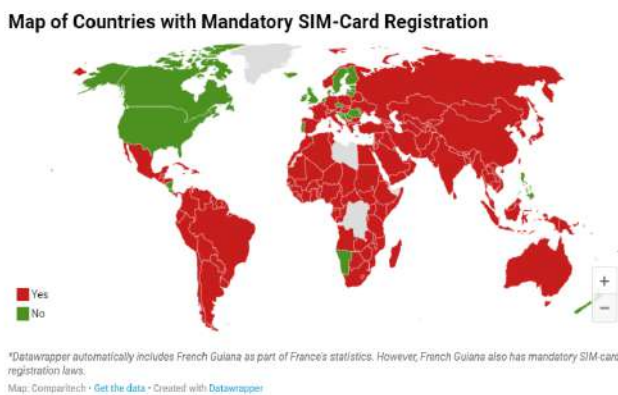 Map of Countries with Mandatory SIM-Card Registration
+
−
Yes
No
*Datawrapper automatically includes French Guiana as part of France's statistics. However, French Guiana also has mandatory SIM-card
registration laws.
Map: Comparitech • Get the data • Created with Datawrapper